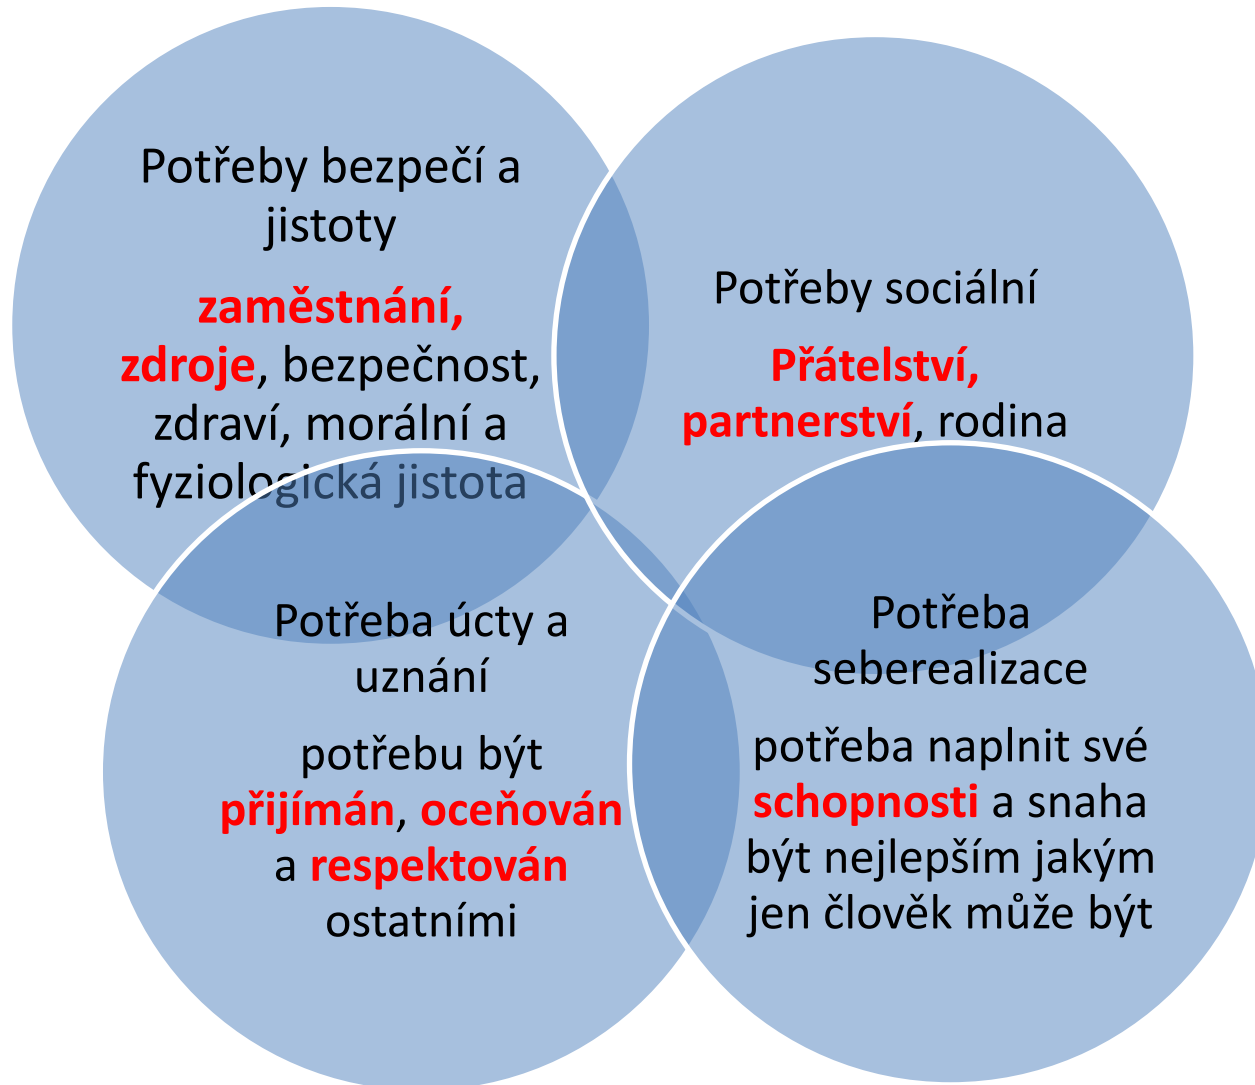 Potřeby bezpečí a
jistoty
zaměstnání,
zdroje, bezpečnost,
zdraví, morální a
fyziologická jistota
Potřeby sociální
Přátelství,
partnerství, rodina
Potřeba úcty a
uznání
potřebu být
přijímán, oceňován
a respektován
ostatními
Potřeba
seberealizace
potřeba naplnit své
schopnosti a snaha
být nejlepším jakým
jen člověk může být